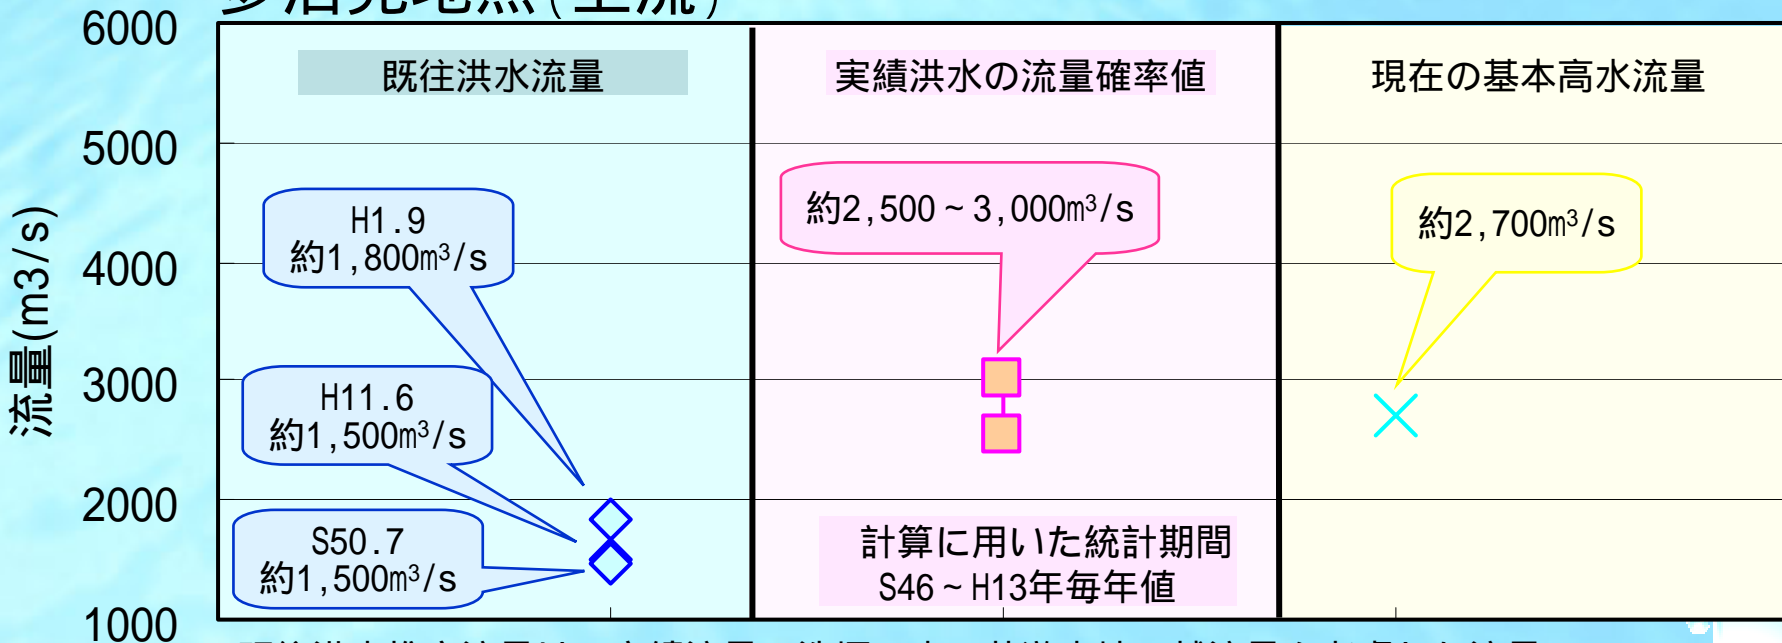 6000
5000
4000
3000
2000
1000
流量(m3/s)
既往洪水流量
H1.9
約1,800m³/s
H11.6
約1,500m³/s
S50.7
約1,500m³/s
実績洪水の流量確率値
約2,500~3,000m³/s
計算に用いた統計期間
S46~H13年毎年値
現在の基本高水流量
約2,700m³/s